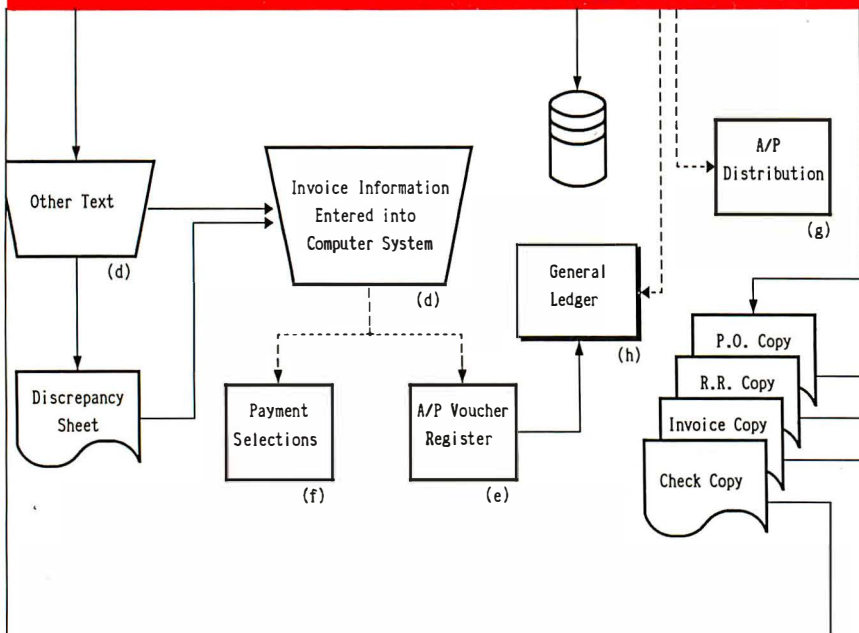 Other Text
(d)
Invoice Information
Entered into
Computer System
(d)
A/P
Distribution
(g)
General
Ledger
(h)
P.O. Copy
R.R. Copy
Invoice Copy
Check Copy
Discrepancy
Sheet
Payment
Selections
(f)
A/P Voucher
Register
(e)